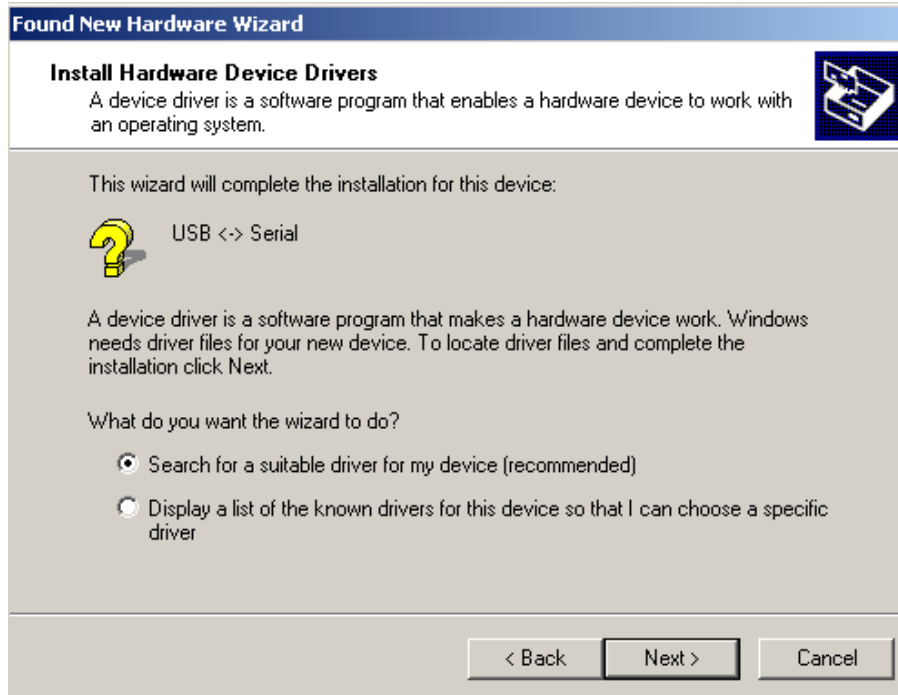 Found New Hardware Wizard
Install Hardware Device Drivers
A device driver is a software program that enables a hardware device to work with
an operating system.
This wizard will complete the installation for this device:
USB <-> Serial
A device driver is a software program that makes a hardware device work. Windows
needs driver files for your new device. To locate driver files and complete the
installation click Next.
What do you want the wizard to do?
Search for a suitable driver for my device (recommended)
Display a list of the known drivers for this device so that I can choose a specific
driver
< Back
Next >
Cancel